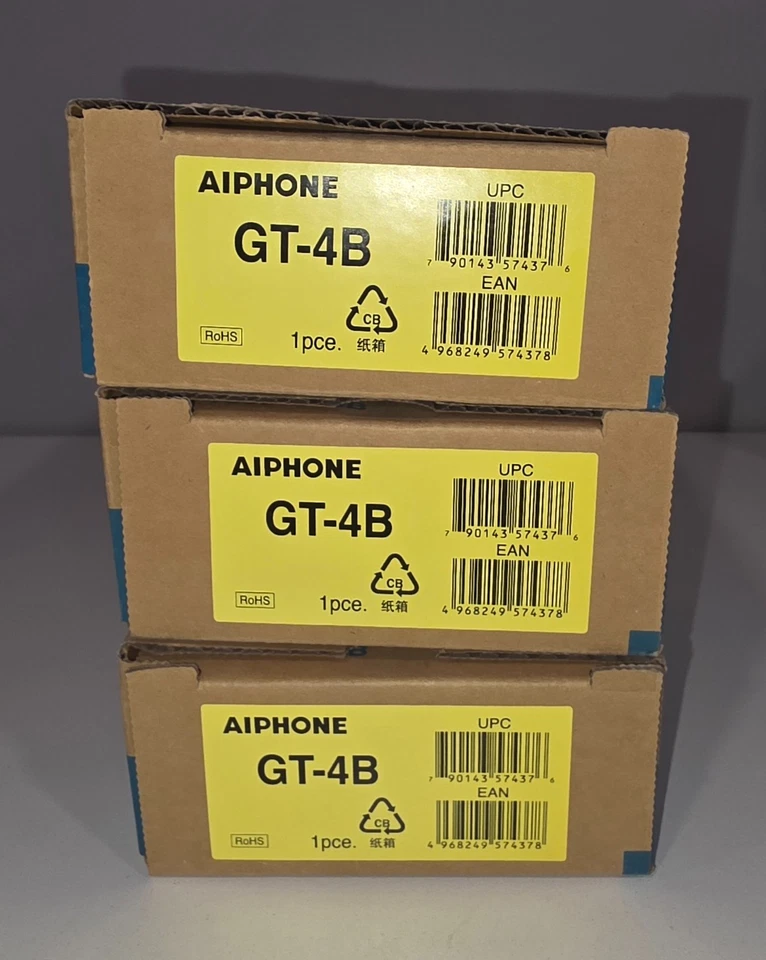 AIPHONE
UPC
GT-4B
7 90143 57437 6
EAN
CB
RoHS
1pce. 纸箱
4 968249 574378
AIPHONE
UPC
GT-4B
7 90143 57437 6
EAN
CB
RoHS
1pce. 纸箱
4 968249 574378
AIPHONE
UPC
GT-4B
7 90143 57437 6
EAN
CB
RoHS
1pce. 纸箱
4 968249 574378